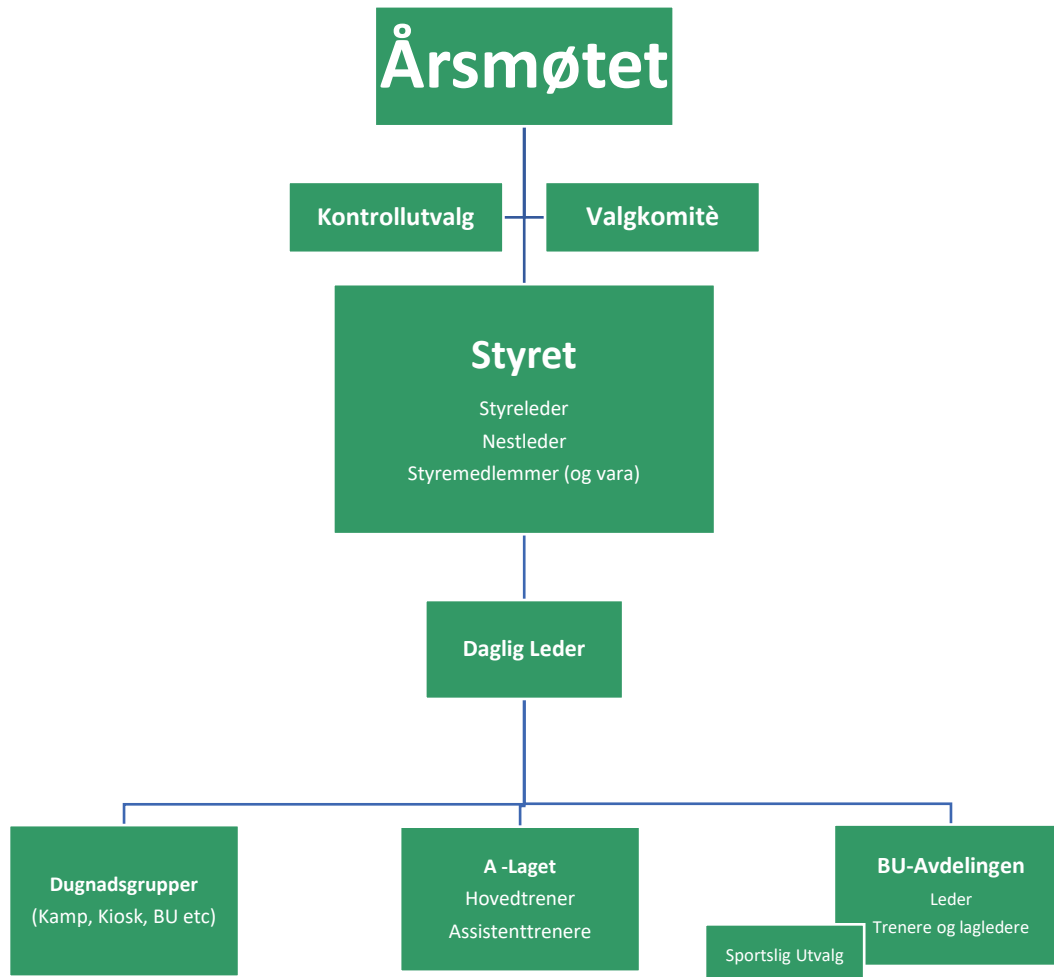 Årsmøtet
Kontrollutvalg
Valgkomitè
Styret
Styreleder
Nestleder
Styremedlemmer (og vara)
Daglig Leder
Dugnadsgrupper
(Kamp, Kiosk, BU etc)
A -Laget
Hovedtrener
Assistenttrenere
BU-Avdelingen
Leder
Trenere og lagledere
Sportslig Utvalg